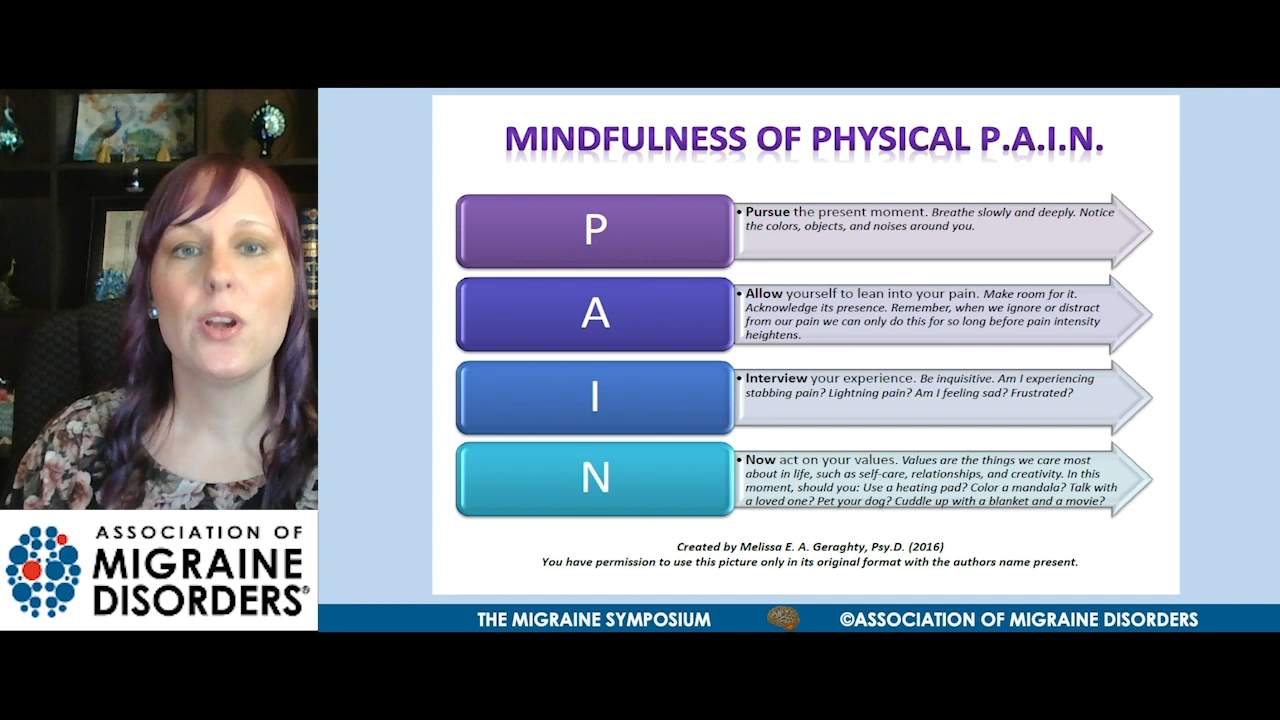 MINDFULNESS OF PHYSICAL P.A.I.N.
P
• Pursue the present moment. Breathe slowly and deeply. Notice
the colors, objects, and noises around you.
A
• Allow yourself to lean into your pain. Make room for it.
Acknowledge its presence. Remember, when we ignore or distract
from our pain we can only do this for so long before pain intensity
heightens.
I
• Interview your experience. Be inquisitive. Am I experiencing
stabbing pain? Lightning pain? Am I feeling sad? Frustrated?
N
• Now act on your values. Values are the things we care most
about in life, such as self-care, relationships, and creativity. In this
moment, should you: Use a heating pad? Color a mandala? Talk with
a loved one? Pet your dog? Cuddle up with a blanket and a movie?
Created by Melissa E. A. Geraghty, Psy.D. (2016)
You have permission to use this picture only in its original format with the authors name present.
ASSOCIATION OF
MIGRAINE
DISORDERS®
THE MIGRAINE SYMPOSIUM
©ASSOCIATION OF MIGRAINE DISORDERS